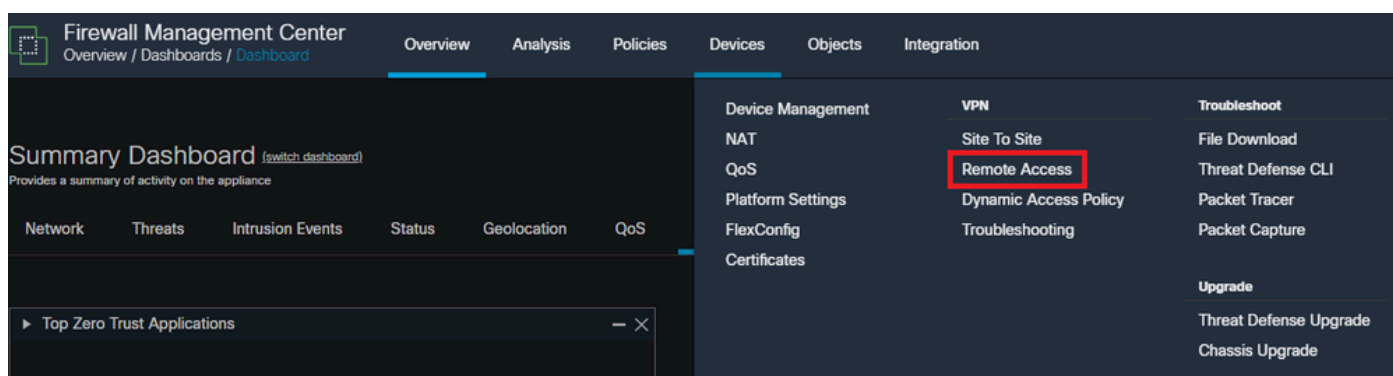 Firewall Management Center
Overview / Dashboards / Dashboard
Overview
Analysis
Policies
Devices
Objects
Integration
Summary Dashboard (switch dashboard)
Provides a summary of activity on the appliance
Network
Threats
Intrusion Events
Status
Geolocation
QoS
Top Zero Trust Applications
Device Management
NAT
QoS
Platform Settings
FlexConfig
Certificates
VPN
Site To Site
Remote Access
Dynamic Access Policy
Troubleshooting
Troubleshoot
File Download
Threat Defense CLI
Packet Tracer
Packet Capture
Upgrade
Threat Defense Upgrade
Chassis Upgrade